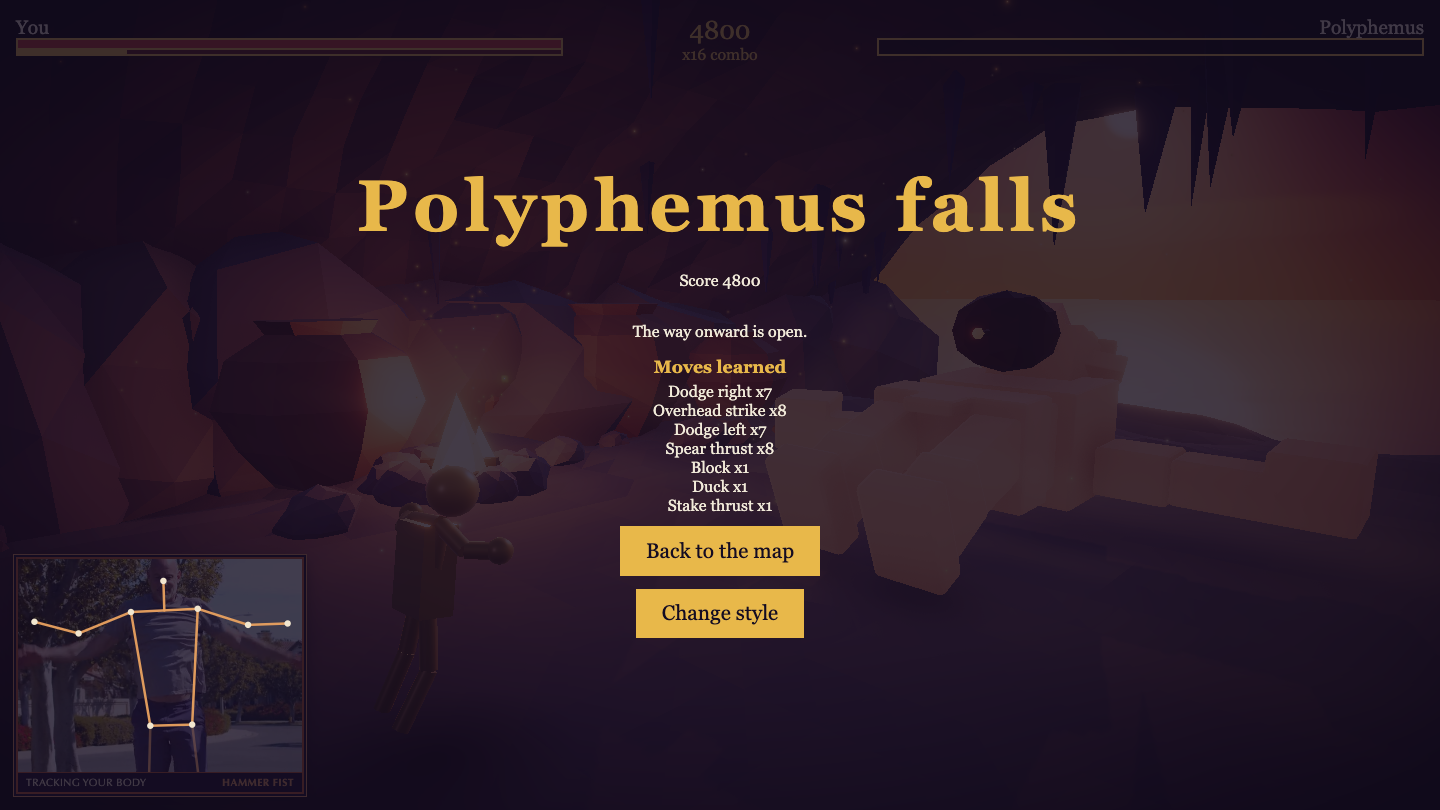 You
4800
x16 combo
Polyphemus
Polyphemus falls
Score 4800
The way onward is open.
Moves learned
Dodge right x7
Overhead strike x8
Dodge left x7
Spear thrust x8
Block x1
Duck x1
Stake thrust x1
Back to the map
Change style
TRACKING YOUR BODY
HAMMER FIST